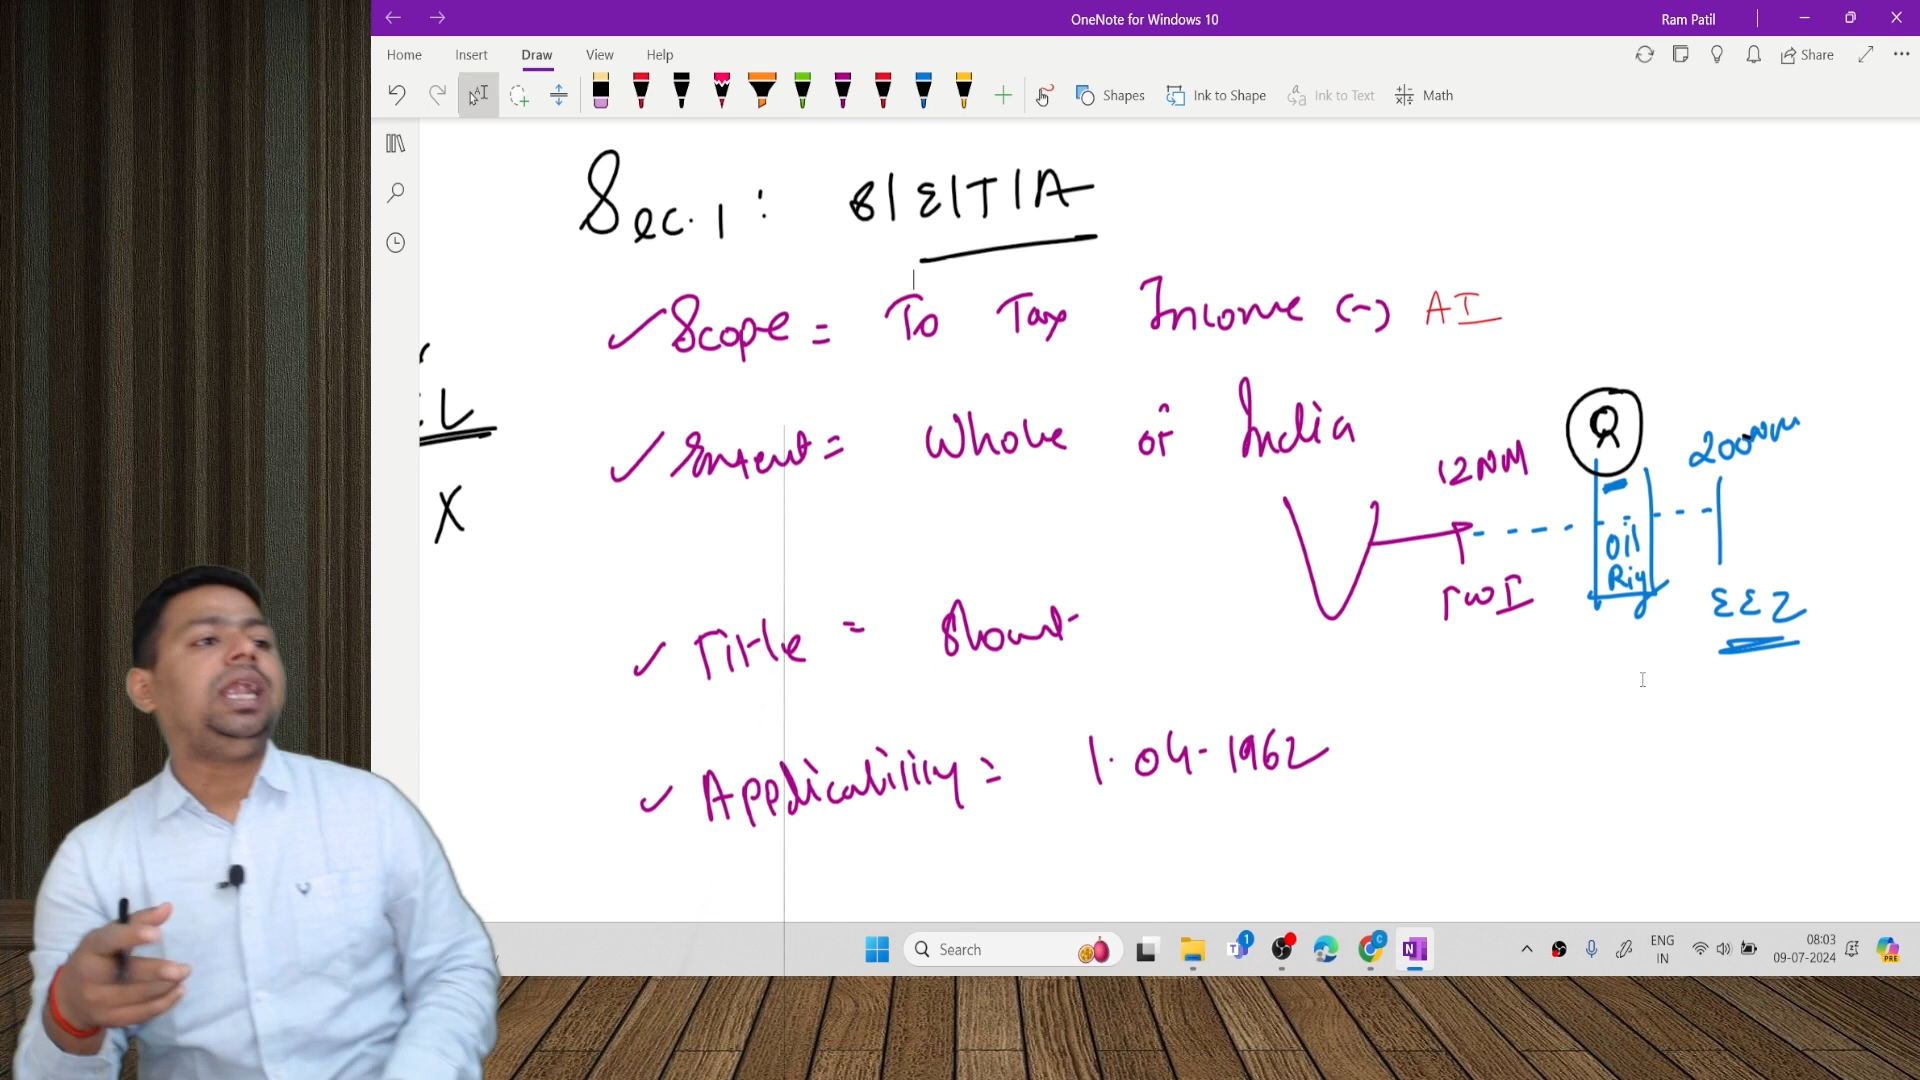 OneNote for Windows 10
Ram Patil
Home Insert Draw View Help
Share
Shapes Ink to Shape Ink to Text Math
Sec. 1 : S|E|T|A
Scope = To Tax Income (-) AI
Extent = Whole of India
L
X
12NM
200NM
Oil
Rig
EEZ
Title = Short
Applicability = 1.04-1962
Search
1
C
ENG
IN
08:03
09-07-2024
PRE